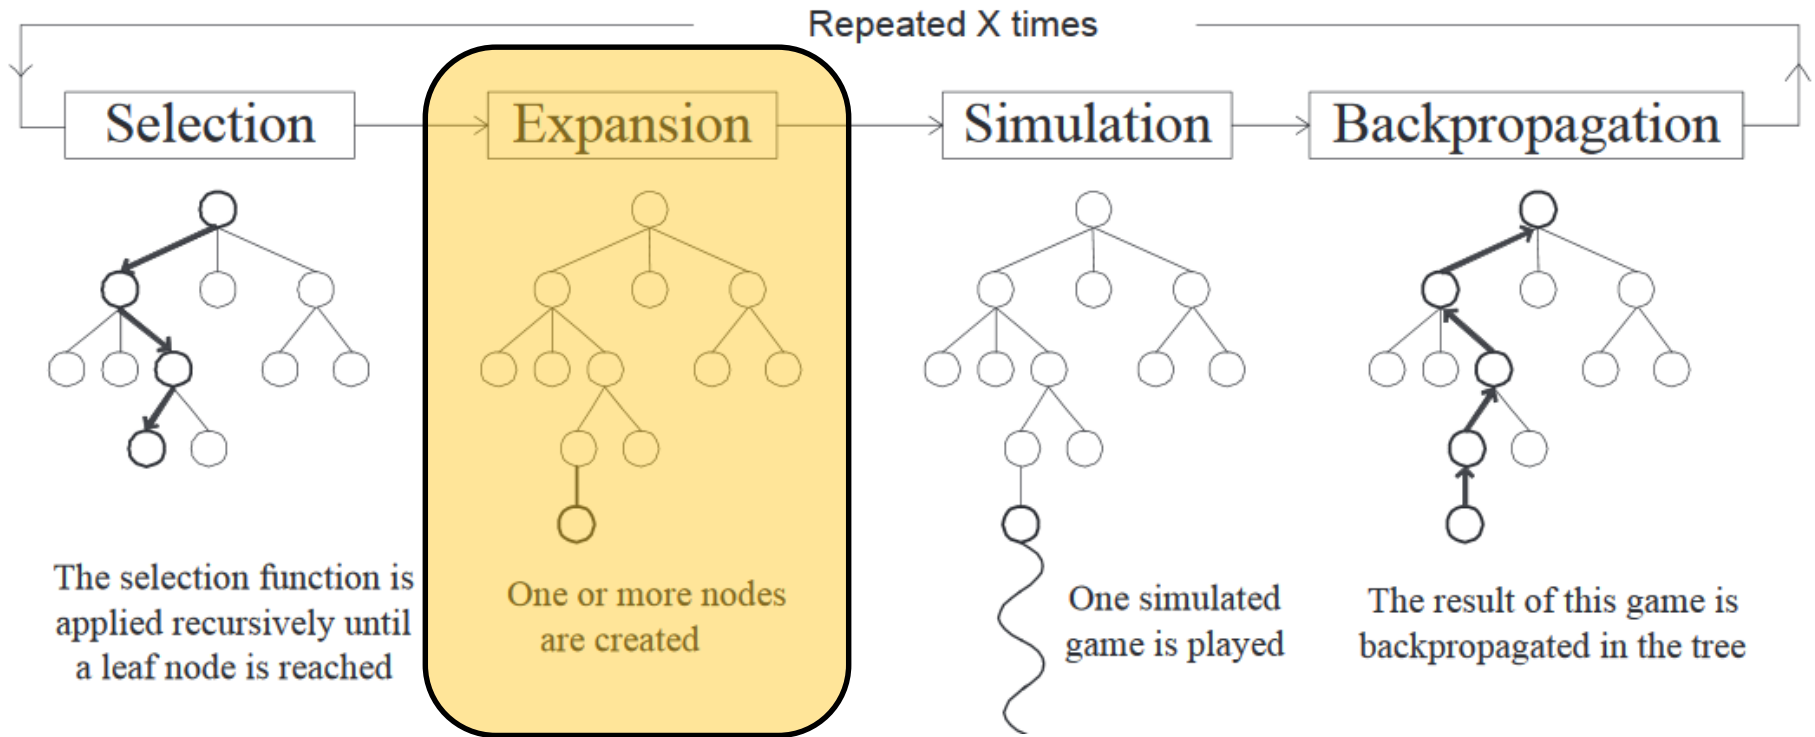 Repeated X times
Selection
Expansion
Simulation
Backpropagation
The selection function is
applied recursively until
a leaf node is reached
One or more nodes
are created
One simulated
game is played
The result of this game is
backpropagated in the tree